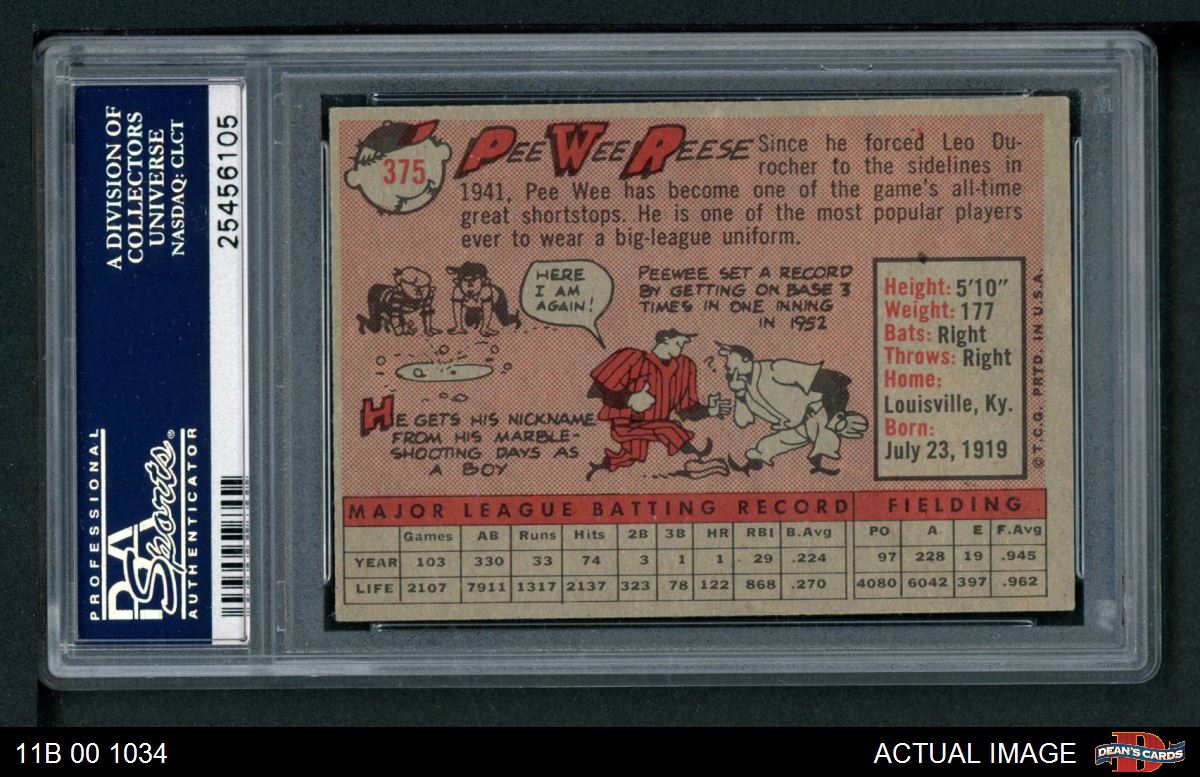 A DIVISION OF
COLLECTORS
UNIVERSE
NASDAQ: CLCT
25456105
PROFESSIONAL
PSA
Sports®
AUTHENTICATOR
375
PEE WEE REESE
Since he forced Leo Du-
rocher to the sidelines in
1941, Pee Wee has become one of the game's all-time
great shortstops. He is one of the most popular players
ever to wear a big-league uniform.
HERE
I AM
AGAIN!
PEEWEE SET A RECORD
BY GETTING ON BASE 3
TIMES IN ONE INNING
IN 1952
HE GETS HIS NICKNAME
FROM HIS MARBLE-
SHOOTING DAYS AS
A BOY
?
Height: 5'10"
Weight: 177
Bats: Right
Throws: Right
Home:
Louisville, Ky.
Born:
July 23, 1919
© T.C.G. PRTD. IN U.S.A.
MAJOR LEAGUE BATTING RECORD FIELDING
Games AB Runs Hits 2B 3B HR RBI B.Avg PO A E F.Avg
YEAR 103 330 33 74 3 1 1 29 .224 97 228 19 .945
LIFE 2107 7911 1317 2137 323 78 122 868 .270 4080 6042 397 .962
11B 00 1034
ACTUAL IMAGE
DEAN'S CARDS